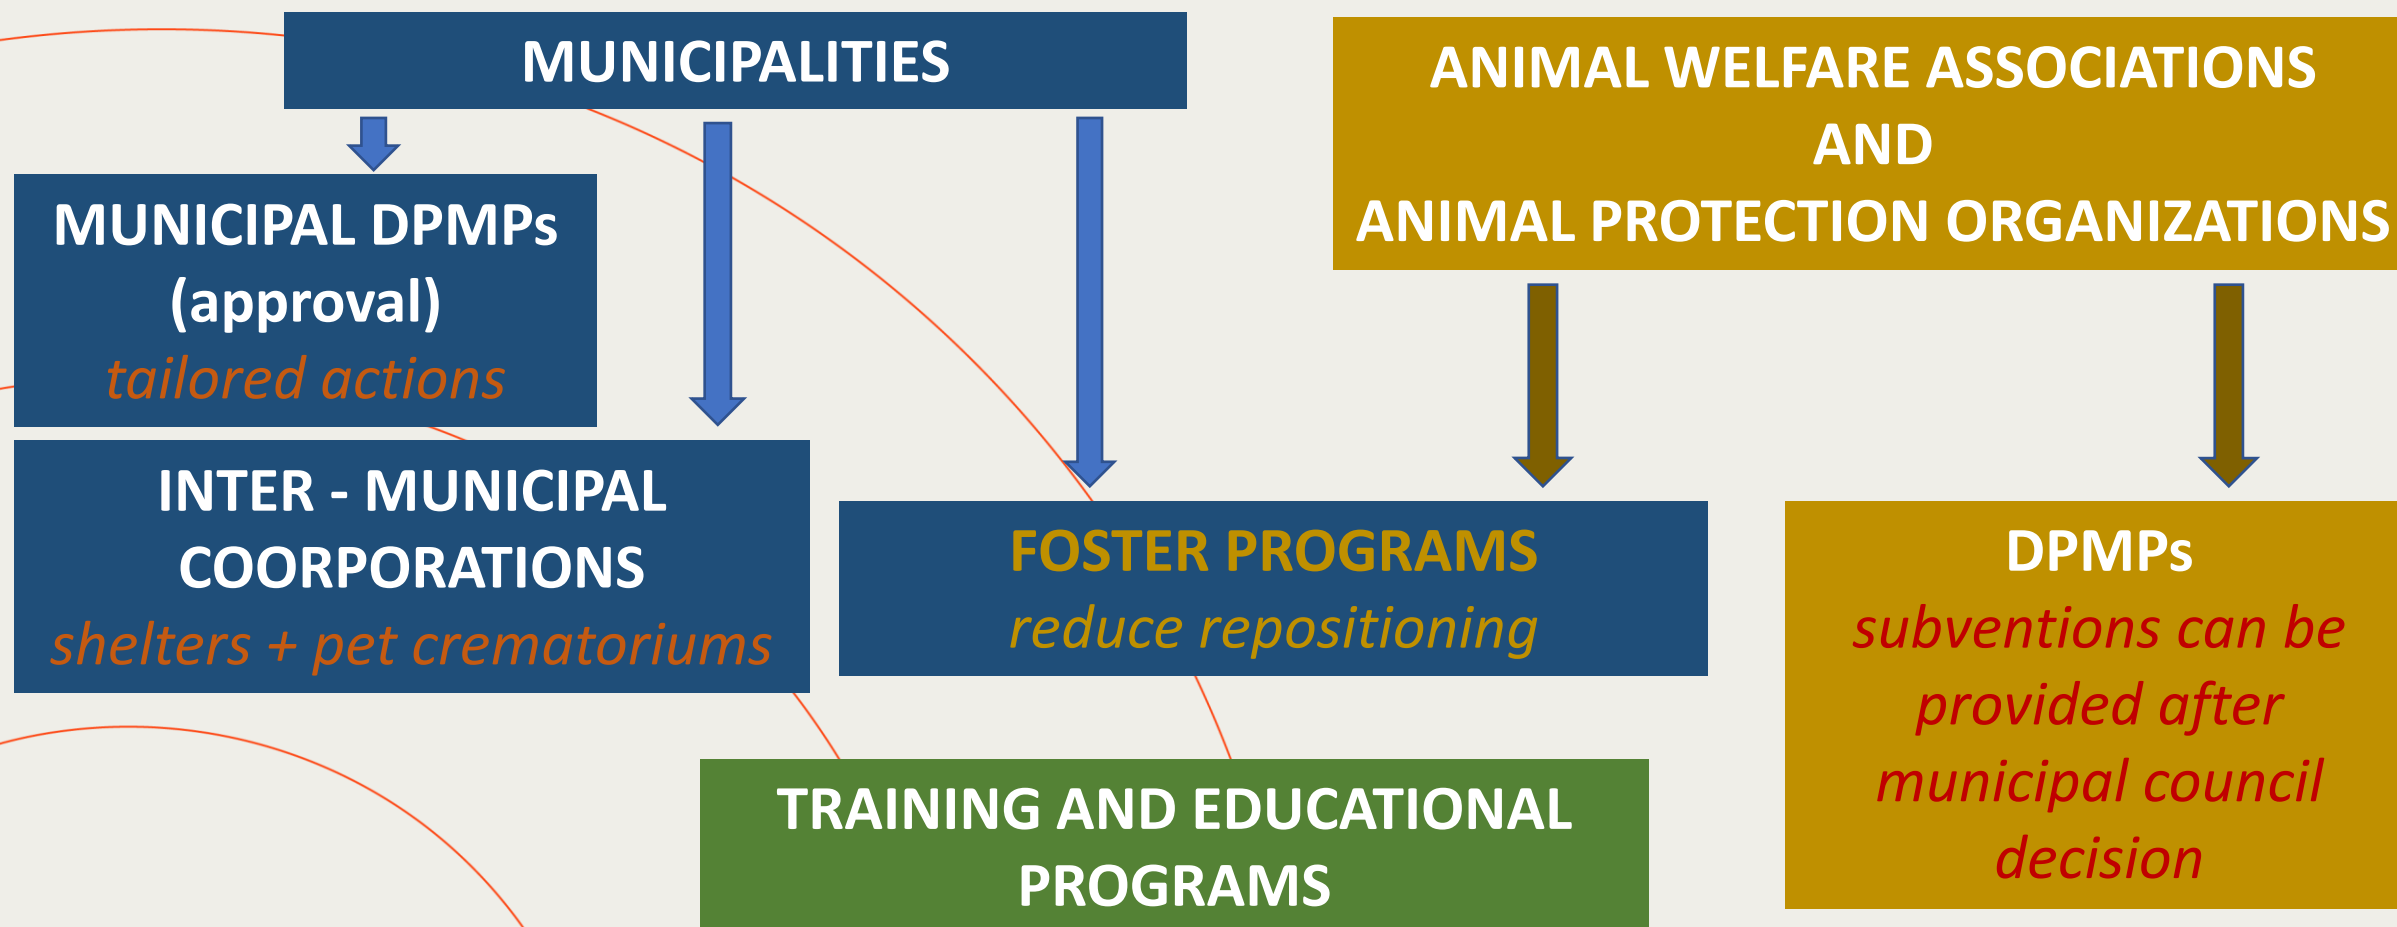 MUNICIPALITIES
ANIMAL WELFARE ASSOCIATIONS
AND
ANIMAL PROTECTION ORGANIZATIONS
MUNICIPAL DPMPs
(approval)
tailored actions
INTER - MUNICIPAL
COORPORATIONS
shelters + pet crematoriums
FOSTER PROGRAMS
reduce repositioning
DPMPs
subventions can be
provided after
municipal council
decision
TRAINING AND EDUCATIONAL
PROGRAMS